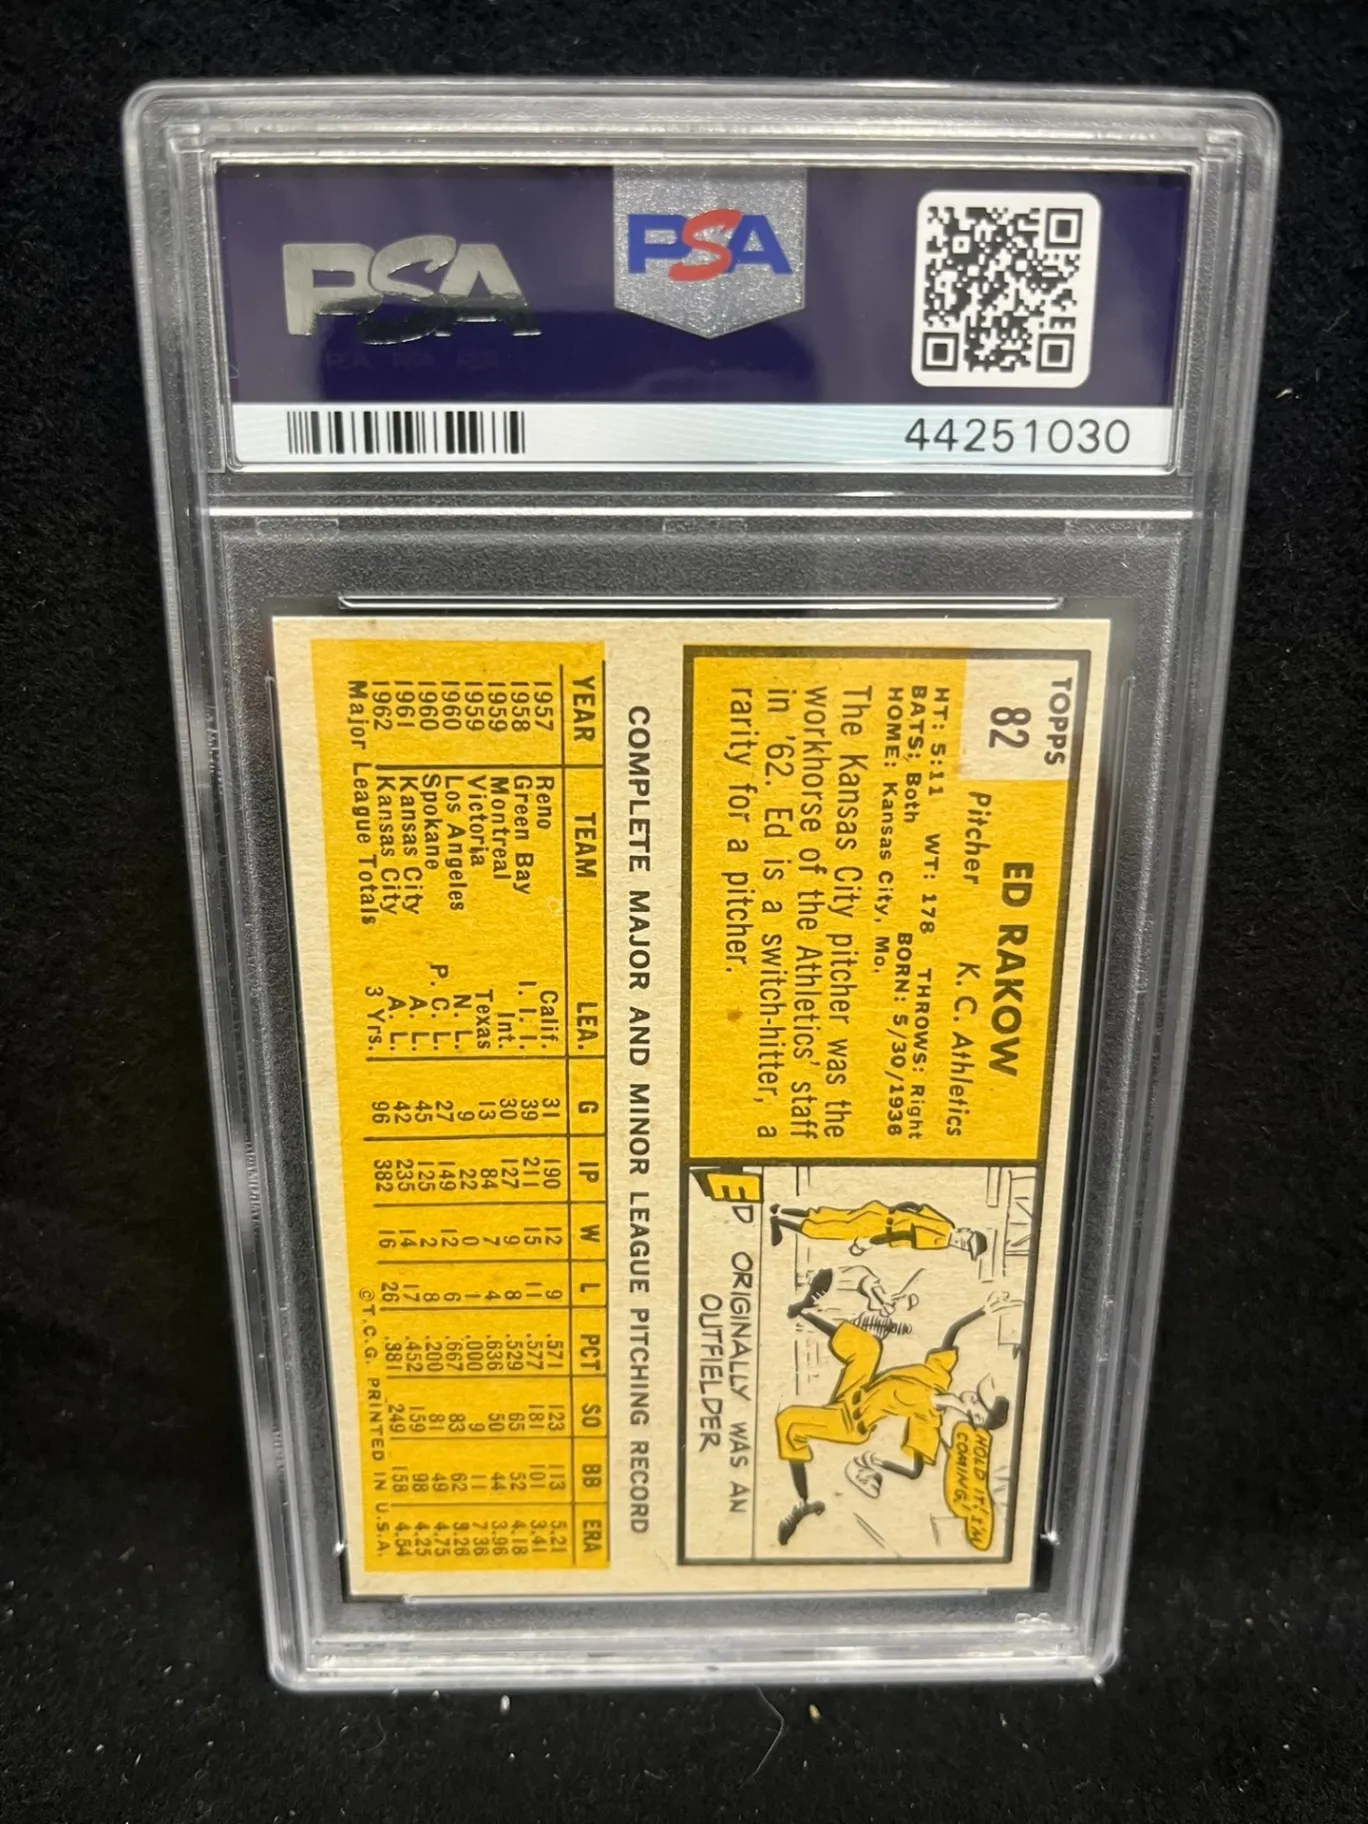 PSA
PSA
44251030
TOPPS
82
ED RAKOW
Pitcher K. C. Athletics
HT: 5:11 WT: 178 THROWS: Right
BATS: Both BORN: 5/30/1936
HOME: Kansas City, Mo.
The Kansas City pitcher was the
workhorse of the Athletics' staff
in '62. Ed is a switch-hitter, a
rarity for a pitcher.
HOLD IT! I'M
COMING!
ED ORIGINALLY WAS AN
OUTFIELDER
COMPLETE MAJOR AND MINOR LEAGUE PITCHING RECORD
YEAR TEAM LEA. G IP W L PCT SO BB ERA
1957 Reno Calif. 31 190 12 9 .571 123 113 5.21
1958 Green Bay I. I. I. 39 211 15 11 .577 181 101 3.41
1959 Montreal Int. 30 127 9 8 .529 65 52 4.18
1959 Victoria Texas 13 84 7 4 .636 50 44 3.96
1960 Los Angeles N. L. 9 22 0 1 .000 9 11 7.36
1960 Spokane P. C. L. 27 149 12 6 .667 83 62 3.26
1961 Kansas City A. L. 45 125 2 8 .200 81 49 4.75
1962 Kansas City A. L. 42 235 14 17 .452 159 98 4.25
Major League Totals 3 Yrs. 96 382 16 26 .381 249 158 4.54
©T.C.G. PRINTED IN U.S.A.